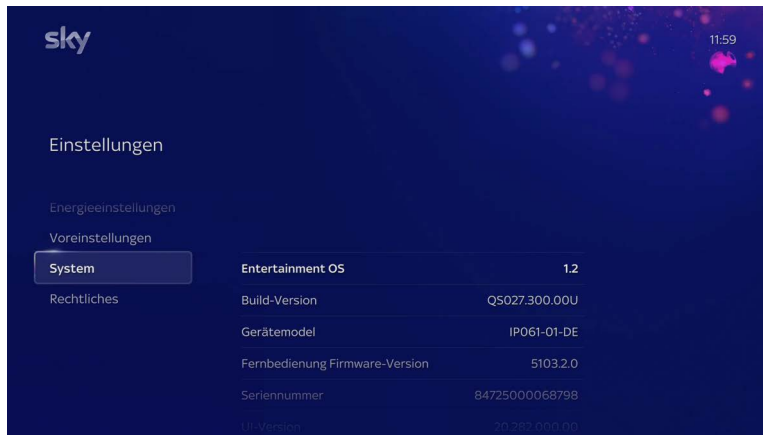 sky
11:59
Einstellungen
Energieeinstellungen
Voreinstellungen
System
Rechtliches
Entertainment OS 1.2
Build-Version QS027.300.00U
Gerätemodel IP061-01-DE
Fernbedienung Firmware-Version 5103.2.0
Seriennummer 84725000068798
UI-Version 20.282.000.00